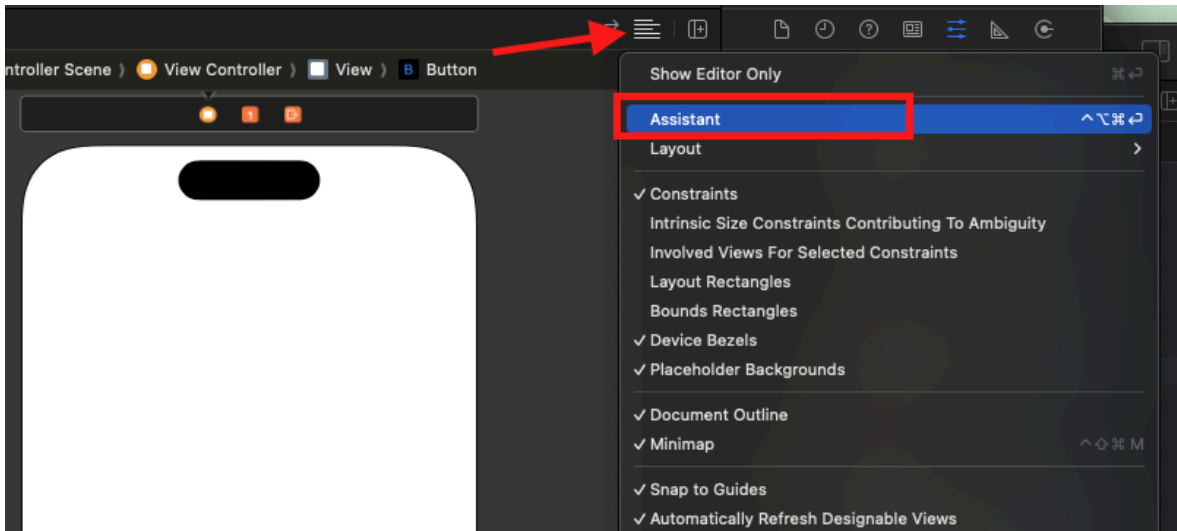 ntroller Scene 〉 View Controller 〉 View 〉 B Button
1
Show Editor Only ⌘↩
Assistant ^⌥⌘↩
Layout >
✓ Constraints
Intrinsic Size Constraints Contributing To Ambiguity
Involved Views For Selected Constraints
Layout Rectangles
Bounds Rectangles
✓ Device Bezels
✓ Placeholder Backgrounds
✓ Document Outline
✓ Minimap ^⇧⌘M
✓ Snap to Guides
✓ Automatically Refresh Designable Views